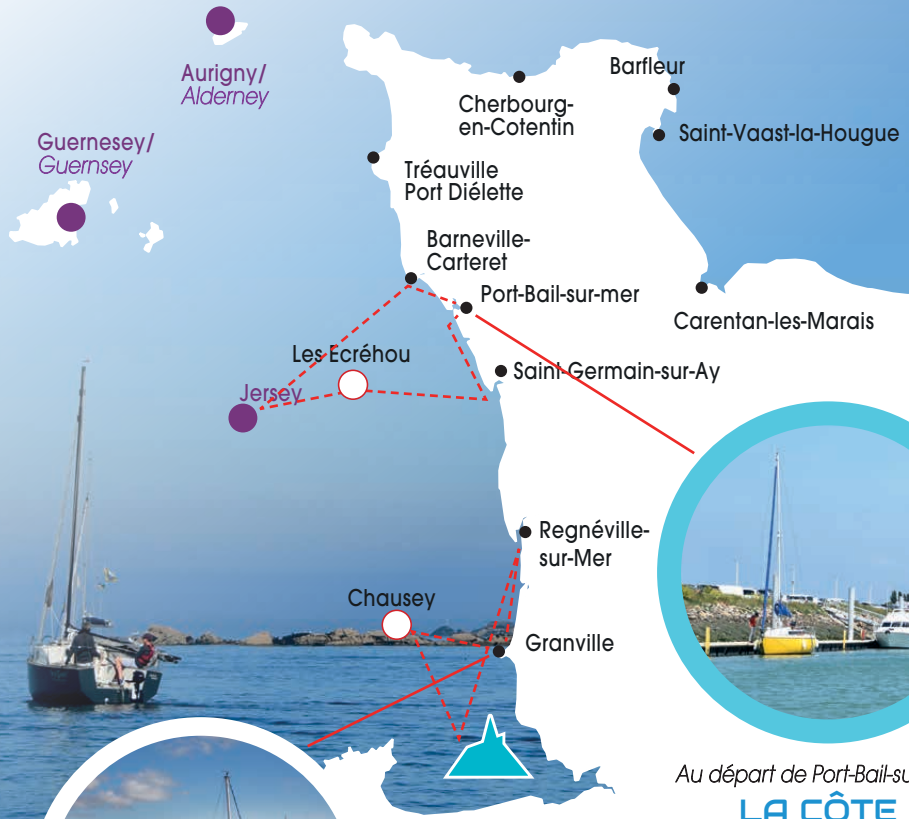 Aurigny/
Alderney
Guernesey/
Guernsey
Cherbourg-
en-Cotentin
Barfleur
Saint-Vaast-la-Hougue
Tréauville
Port Diélette
Barneville-
Carteret
Port-Bail-sur-mer
Carentan-les-Marais
Les Ecréhou
Saint-Germain-sur-Ay
Jersey
Regnéville-
sur-Mer
Chausey
Granville
Au départ de Port-Bail-su
LA CÔTE